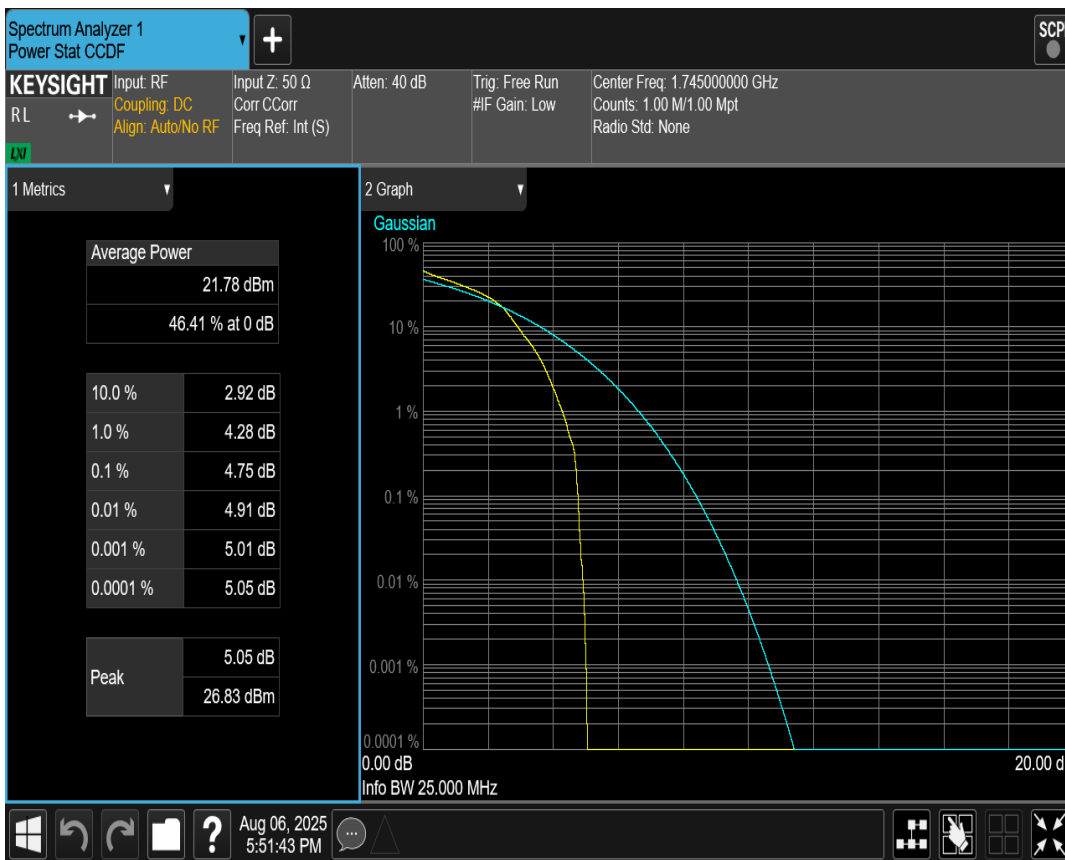 Spectrum Analyzer 1
Power Stat CCDF
+
SCP
KEYSIGHT
RL
LXI
Input: RF
Coupling: DC
Align: Auto/No RF
Input Z: 50 Ω
Corr CCorr
Freq Ref: Int (S)
Atten: 40 dB
Trig: Free Run
#IF Gain: Low
Center Freq: 1.745000000 GHz
Counts: 1.00 M/1.00 Mpt
Radio Std: None
1 Metrics
Average Power
21.78 dBm
46.41 % at 0 dB
10.0 % 2.92 dB
1.0 % 4.28 dB
0.1 % 4.75 dB
0.01 % 4.91 dB
0.001 % 5.01 dB
0.0001 % 5.05 dB
Peak
5.05 dB
26.83 dBm
2 Graph
Gaussian
100 %
10 %
1 %
0.1 %
0.01 %
0.001 %
0.0001 %
0.00 dB
20.00 d
Info BW 25.000 MHz
?
Aug 06, 2025
5:51:43 PM